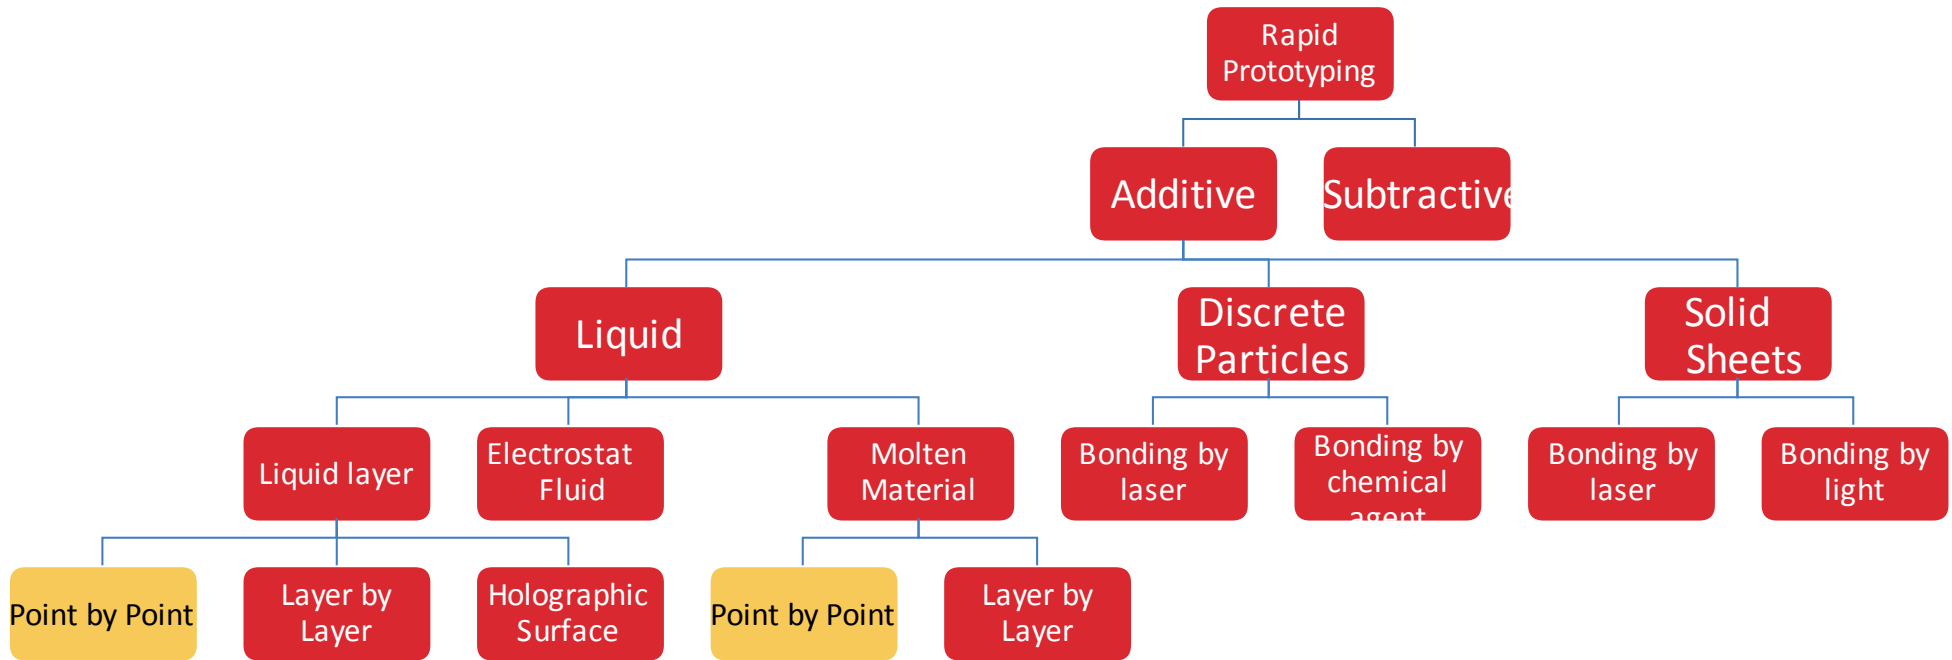 Rapid
Prototyping
Additive
Subtractive
Liquid
Discrete
Particles
Solid
Sheets
Liquid layer
Electrostat
Fluid
Molten
Material
Bonding by
laser
Bonding by
chemical
agent
Bonding by
laser
Bonding by
light
Point by Point
Layer by
Layer
Holographic
Surface
Point by Point
Layer by
Layer